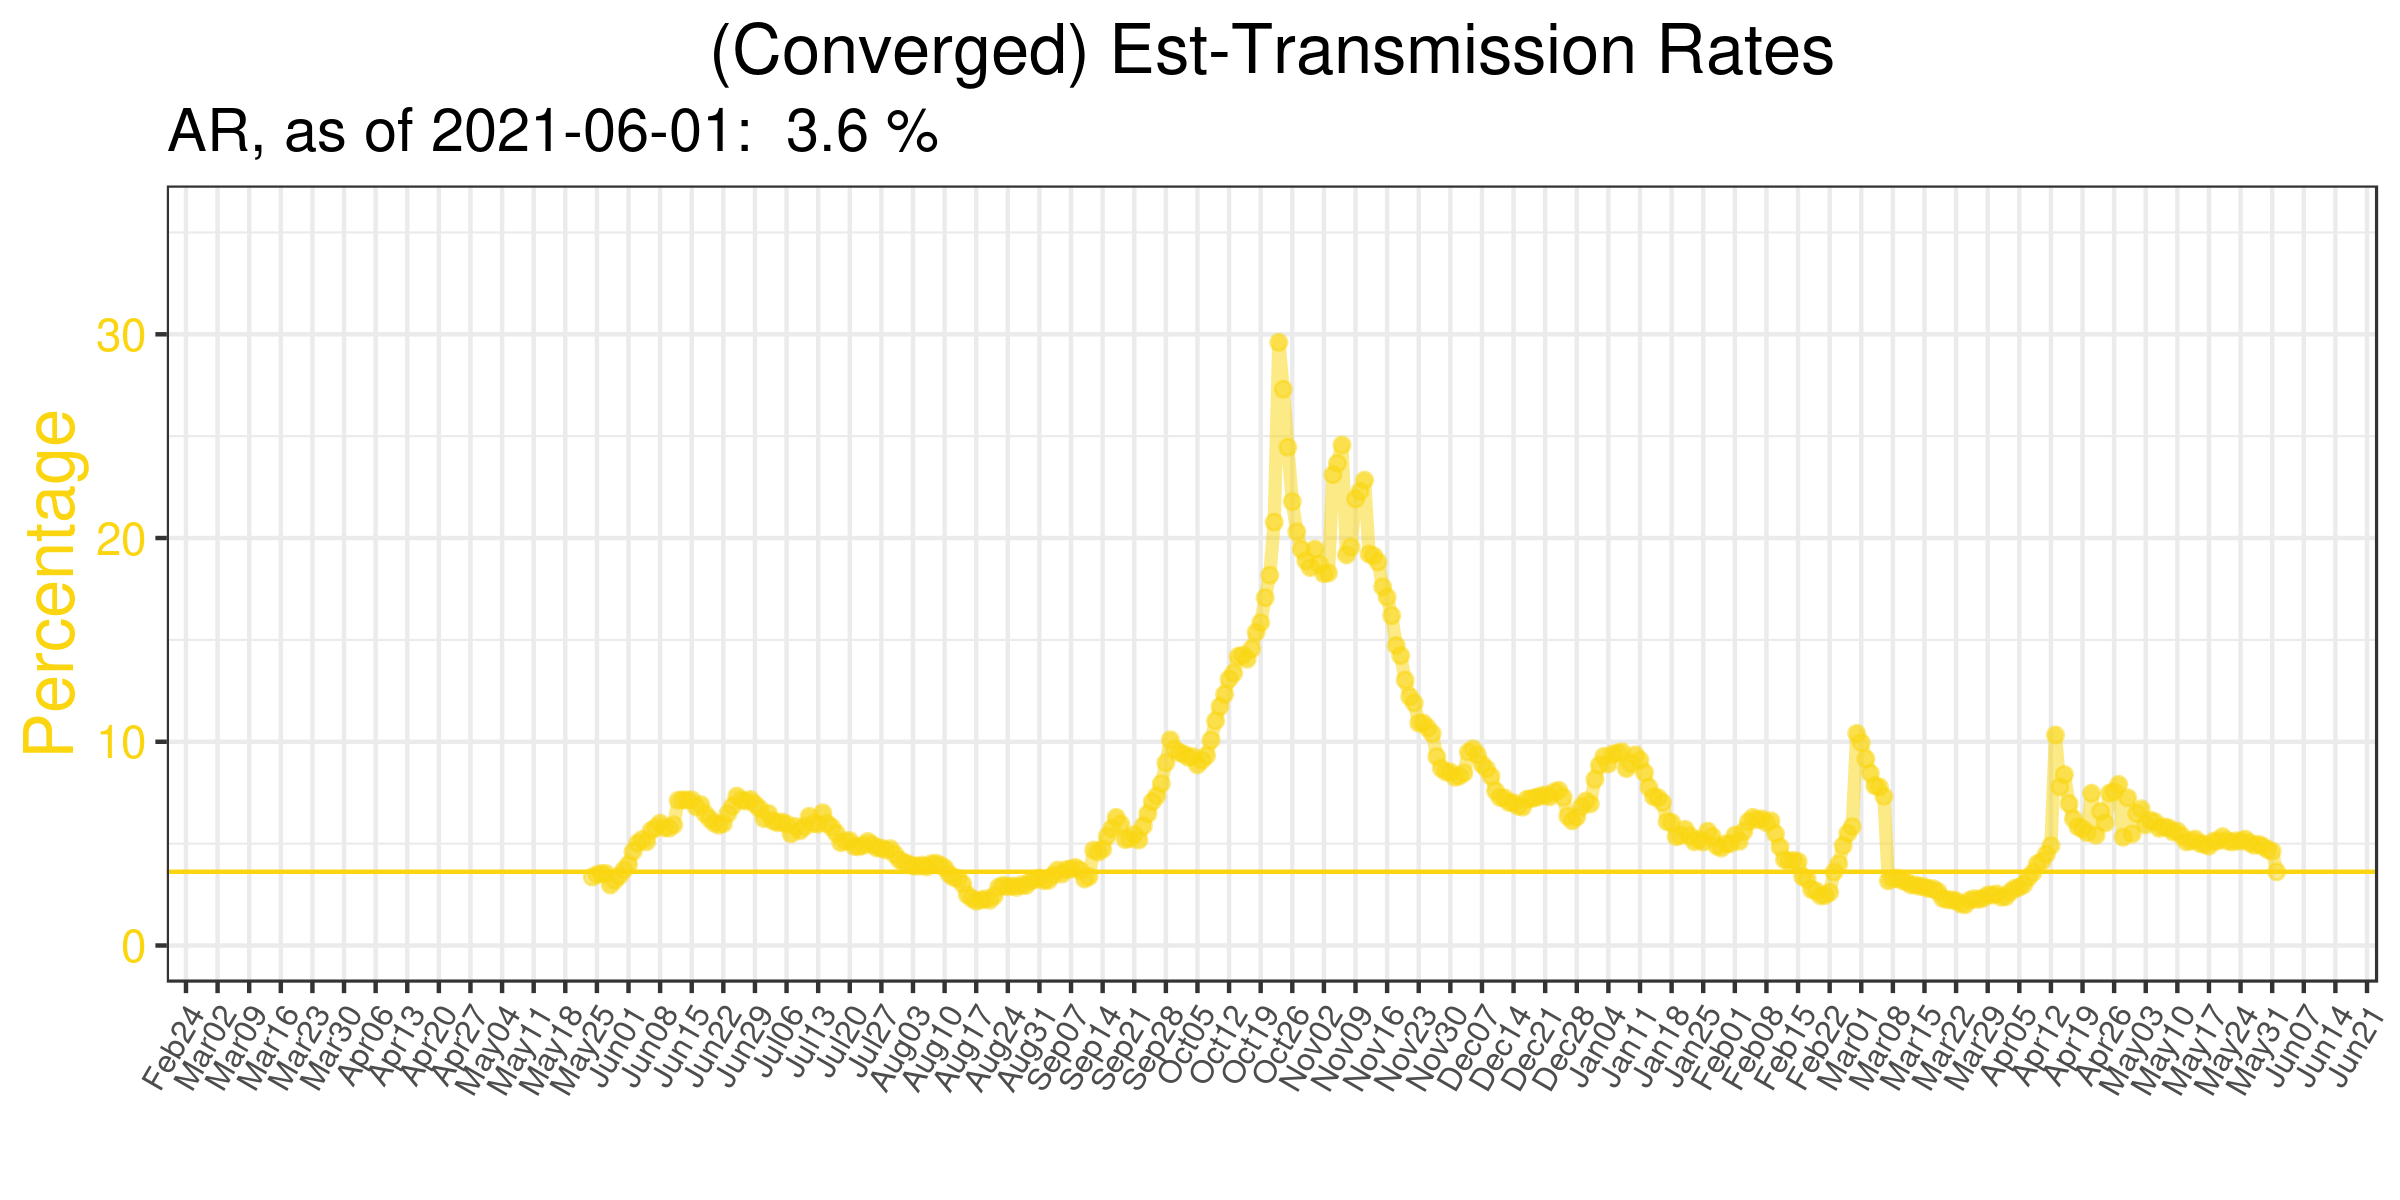 (Converged) Est-Transmission Rates
AR, as of 2021-06-01:  3.6 %
Percentage
30
20
10
0
Feb24
Mar02
Mar09
Mar16
Mar23
Mar30
Apr06
Apr13
Apr20
Apr27
May04
May11
May18
May25
Jun01
Jun08
Jun15
Jun22
Jun29
Jul06
Jul13
Jul20
Jul27
Aug03
Aug10
Aug17
Aug24
Aug31
Sep07
Sep14
Sep21
Sep28
Oct05
Oct12
Oct19
Oct26
Nov02
Nov09
Nov16
Nov23
Nov30
Dec07
Dec14
Dec21
Dec28
Jan04
Jan11
Jan18
Jan25
Feb01
Feb08
Feb15
Feb22
Mar01
Mar08
Mar15
Mar22
Mar29
Apr05
Apr12
Apr19
Apr26
May03
May10
May17
May24
May31
Jun07
Jun14
Jun21